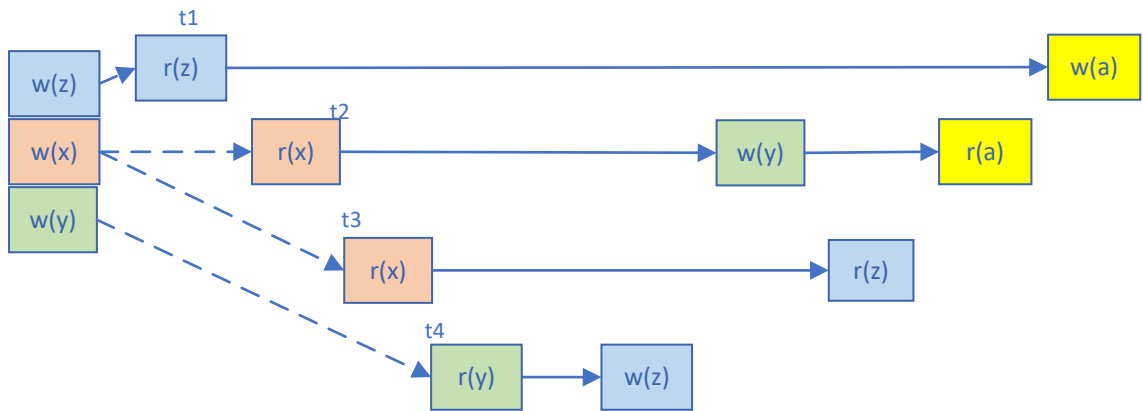 t1
w(z)
r(z)
w(a)
t2
w(x)
r(x)
w(y)
r(a)
w(y)
t3
r(x)
r(z)
t4
r(y)
w(z)